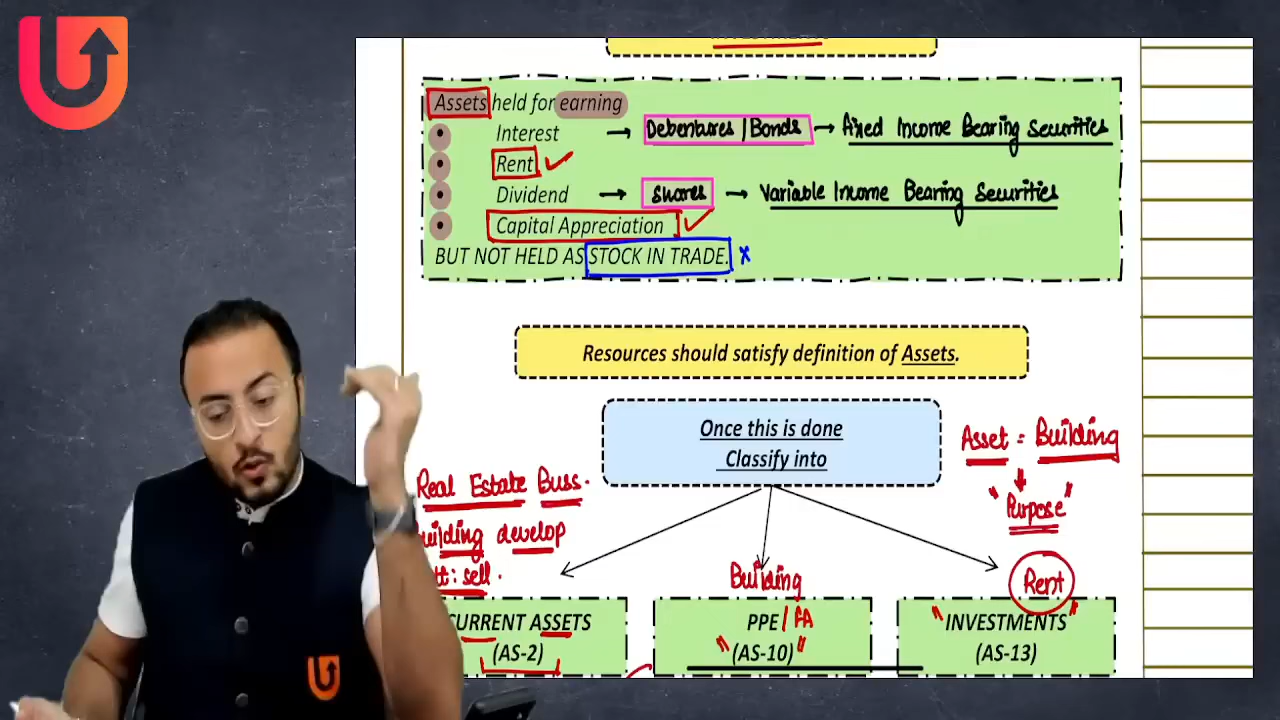 Assets held for earning
• Interest → Debentures / Bonds → Fixed Income Bearing Securities
• Rent ✓
• Dividend → Shares → Variable Income Bearing Securities
• Capital Appreciation ✓
BUT NOT HELD AS STOCK IN TRADE. x
Resources should satisfy definition of Assets.
Once this is done
Classify into
Asset = Building
"Purpose"
Real Estate Buss.
develop
sell.
Building
Rent
CURRENT ASSETS
(AS-2)
PPE / FA
"(AS-10)"
"INVESTMENTS"
(AS-13)